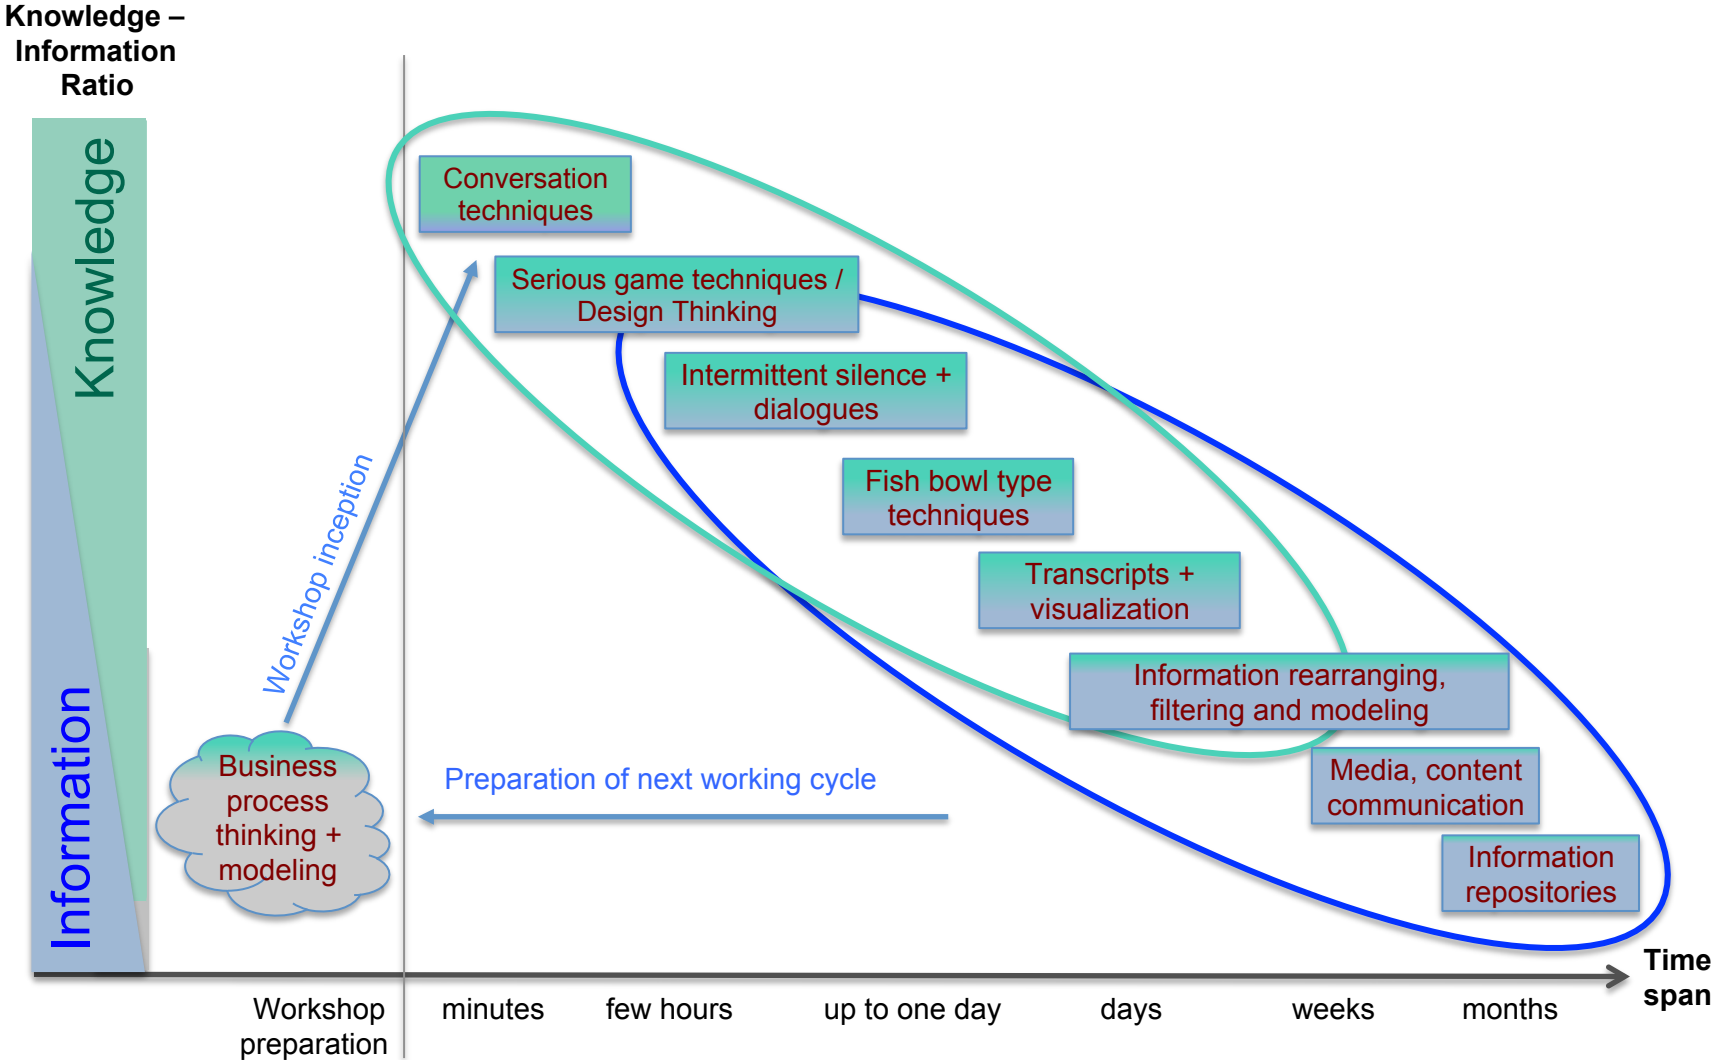 Knowledge –
Information
Ratio
Knowledge
Information
Conversation
techniques
Serious game techniques /
Design Thinking
Intermittent silence +
dialogues
Fish bowl type
techniques
Transcripts +
visualization
Information rearranging,
filtering and modeling
Media, content
communication
Information
repositories
Workshop inception
Business
process
thinking +
modeling
Preparation of next working cycle
Time
span
Workshop
preparation
minutes
few hours
up to one day
days
weeks
months